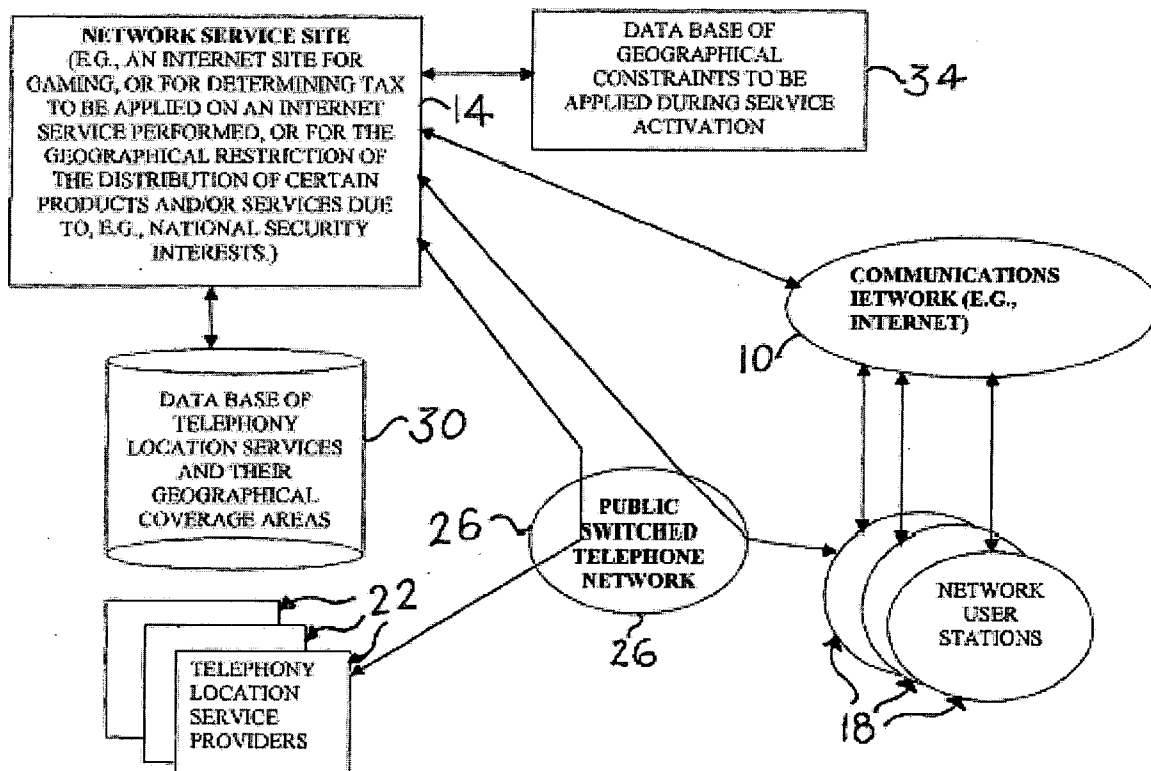 NETWORK SERVICE SITE
(E.G., AN INTERNET SITE FOR
GAMING, OR FOR DETERMINING TAX
TO BE APPLIED ON AN INTERNET
SERVICE PERFORMED, OR FOR THE
GEOGRAPHICAL RESTRICTION OF
THE DISTRIBUTION OF CERTAIN
PRODUCTS AND/OR SERVICES DUE
TO, E.G., NATIONAL SECURITY
INTERESTS.)
14
DATA BASE OF
GEOGRAPHICAL
CONSTRAINTS TO BE
APPLIED DURING SERVICE
ACTIVATION
34
COMMUNICATIONS
IETWORK (E.G.,
INTERNET)
10
DATA BASE OF
TELEPHONY
LOCATION SERVICES
AND THEIR
GEOGRAPHICAL
COVERAGE AREAS
30
PUBLIC
SWITCHED
TELEPHONE
NETWORK
26
26
NETWORK
USER
STATIONS
18
22
TELEPHONY
LOCATION
SERVICE
PROVIDERS